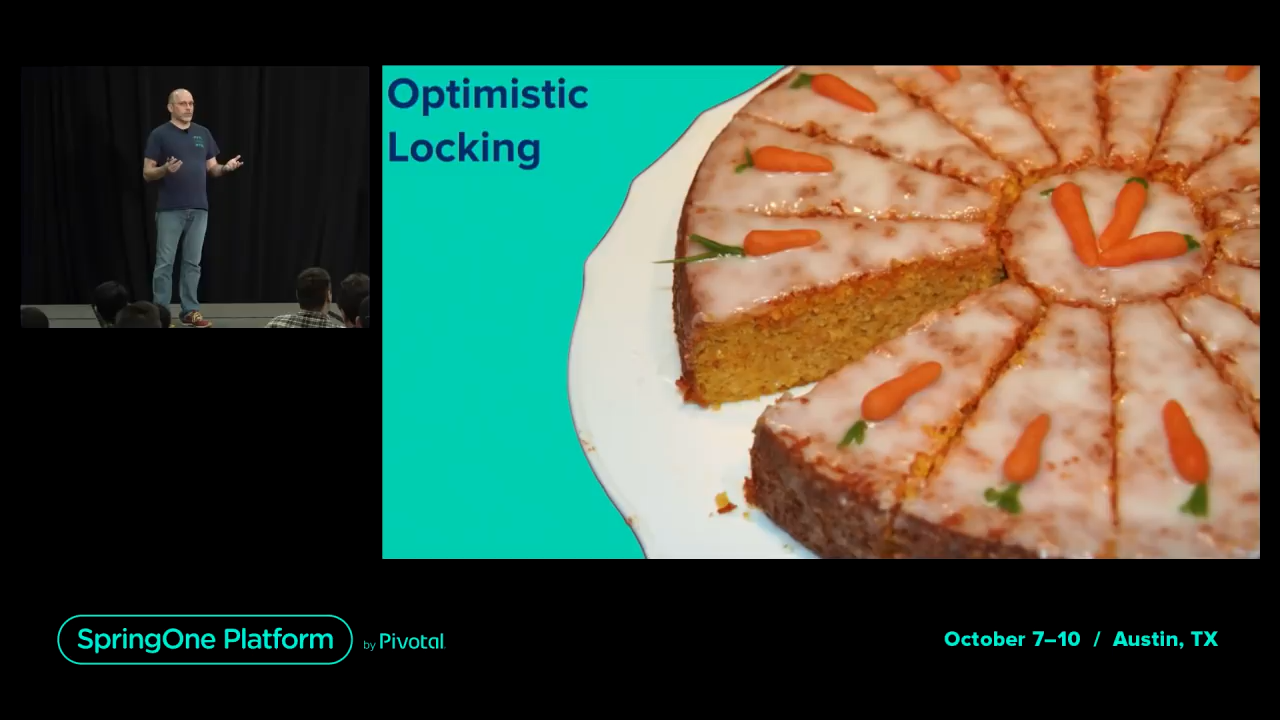 Optimistic
Locking
SpringOne Platform
by Pivotal
October 7–10 / Austin, TX